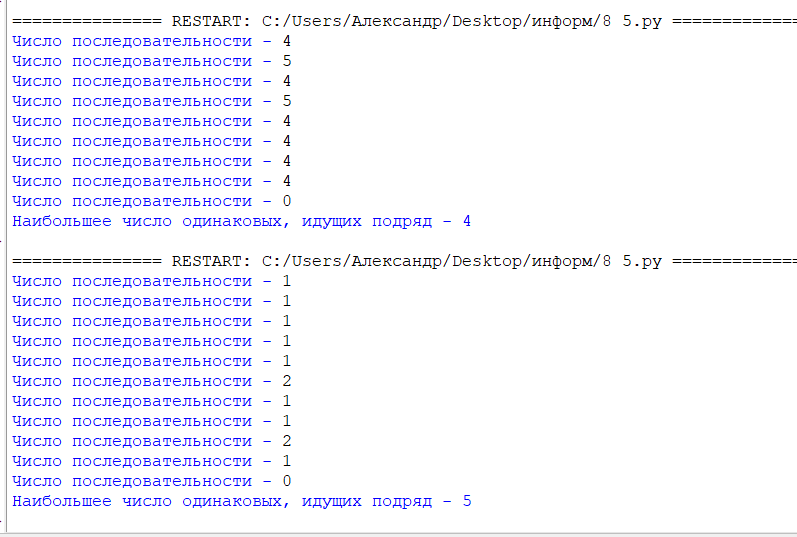 =============== RESTART: C:/Users/Александр/Desktop/информ/8 5.py =============
Число последовательности - 4
Число последовательности - 5
Число последовательности - 4
Число последовательности - 5
Число последовательности - 4
Число последовательности - 4
Число последовательности - 4
Число последовательности - 4
Число последовательности - 0
Наибольшее число одинаковых, идущих подряд - 4
=============== RESTART: C:/Users/Александр/Desktop/информ/8 5.py =============
Число последовательности - 1
Число последовательности - 1
Число последовательности - 1
Число последовательности - 1
Число последовательности - 1
Число последовательности - 2
Число последовательности - 1
Число последовательности - 1
Число последовательности - 2
Число последовательности - 1
Число последовательности - 0
Наибольшее число одинаковых, идущих подряд - 5